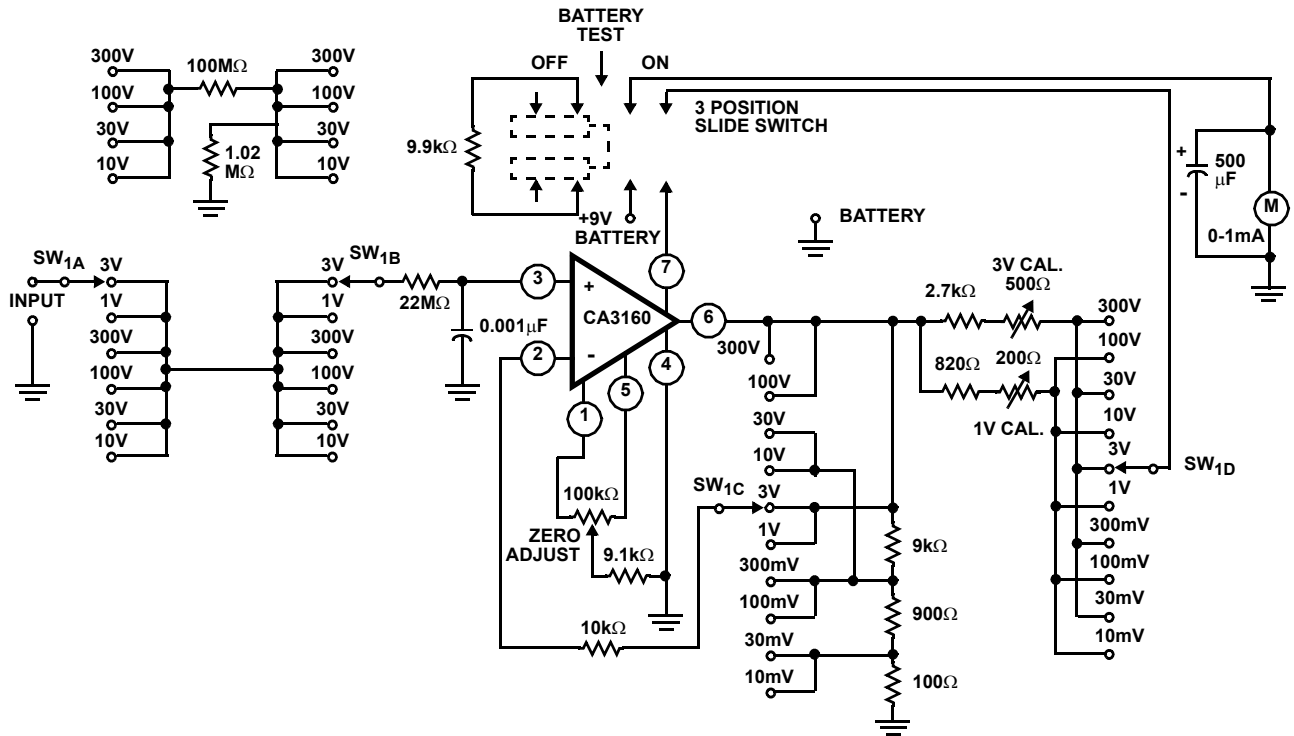 BATTERY
TEST
OFF
ON
300V
100V
30V
10V
100MΩ
1.02
MΩ
300V
100V
30V
10V
9.9kΩ
3 POSITION
SLIDE SWITCH
+9V
BATTERY
BATTERY
+
500
μF
-
M
0-1mA
SW1A
INPUT
3V
1V
300V
100V
30V
10V
3V
1V
300V
100V
30V
10V
SW1B
22MΩ
0.001μF
3
2
+
-
CA3160
7
6
4
5
1
100kΩ
ZERO
ADJUST
9.1kΩ
10kΩ
SW1C
300V
100V
30V
10V
3V
1V
300mV
100mV
30mV
10mV
9kΩ
900Ω
100Ω
2.7kΩ
3V CAL.
500Ω
820Ω
200Ω
1V CAL.
300V
100V
30V
10V
3V
1V
300mV
100mV
30mV
10mV
SW1D